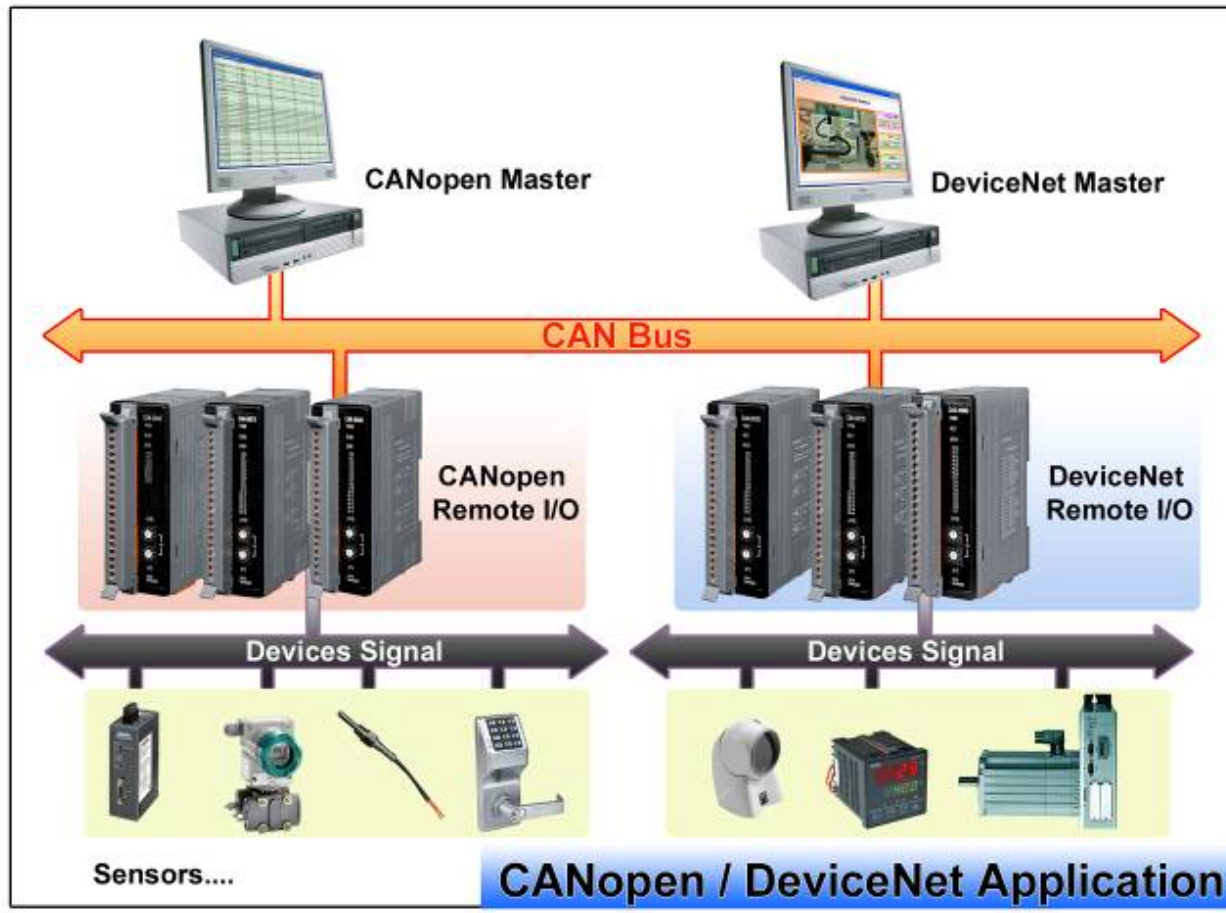 CANopen Master
DeviceNet Master
CAN Bus
CANopen
Remote I/O
DeviceNet
Remote I/O
Devices Signal
Devices Signal
Sensors....
CANopen / DeviceNet Application